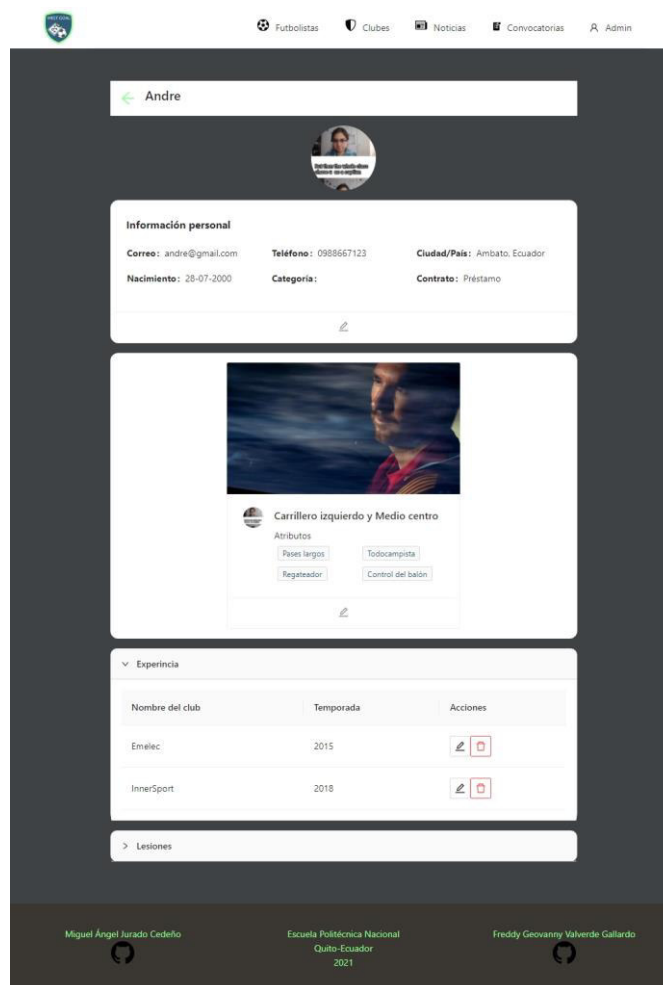 Futbolistas Clubes Noticias Convocatorias Admin
Andre
Información personal
Correo: andre@gmail.com Teléfono: 0988667123 Ciudad/País: Ambato, Ecuador
Nacimiento: 28-07-2000 Categoría: Contrato: Préstamo
Carrillero izquierdo y Medio centro
Atributos
Pases largos Todocampista
Regateador Control del balón
Experincia
Nombre del club Temporada Acciones
Emelec 2015
InnerSport 2018
Lesiones
Miguel Ángel Jurado Cedeño Escuela Politécnica Nacional Freddy Geovanny Valverde Gallardo
Quito-Ecuador
2021